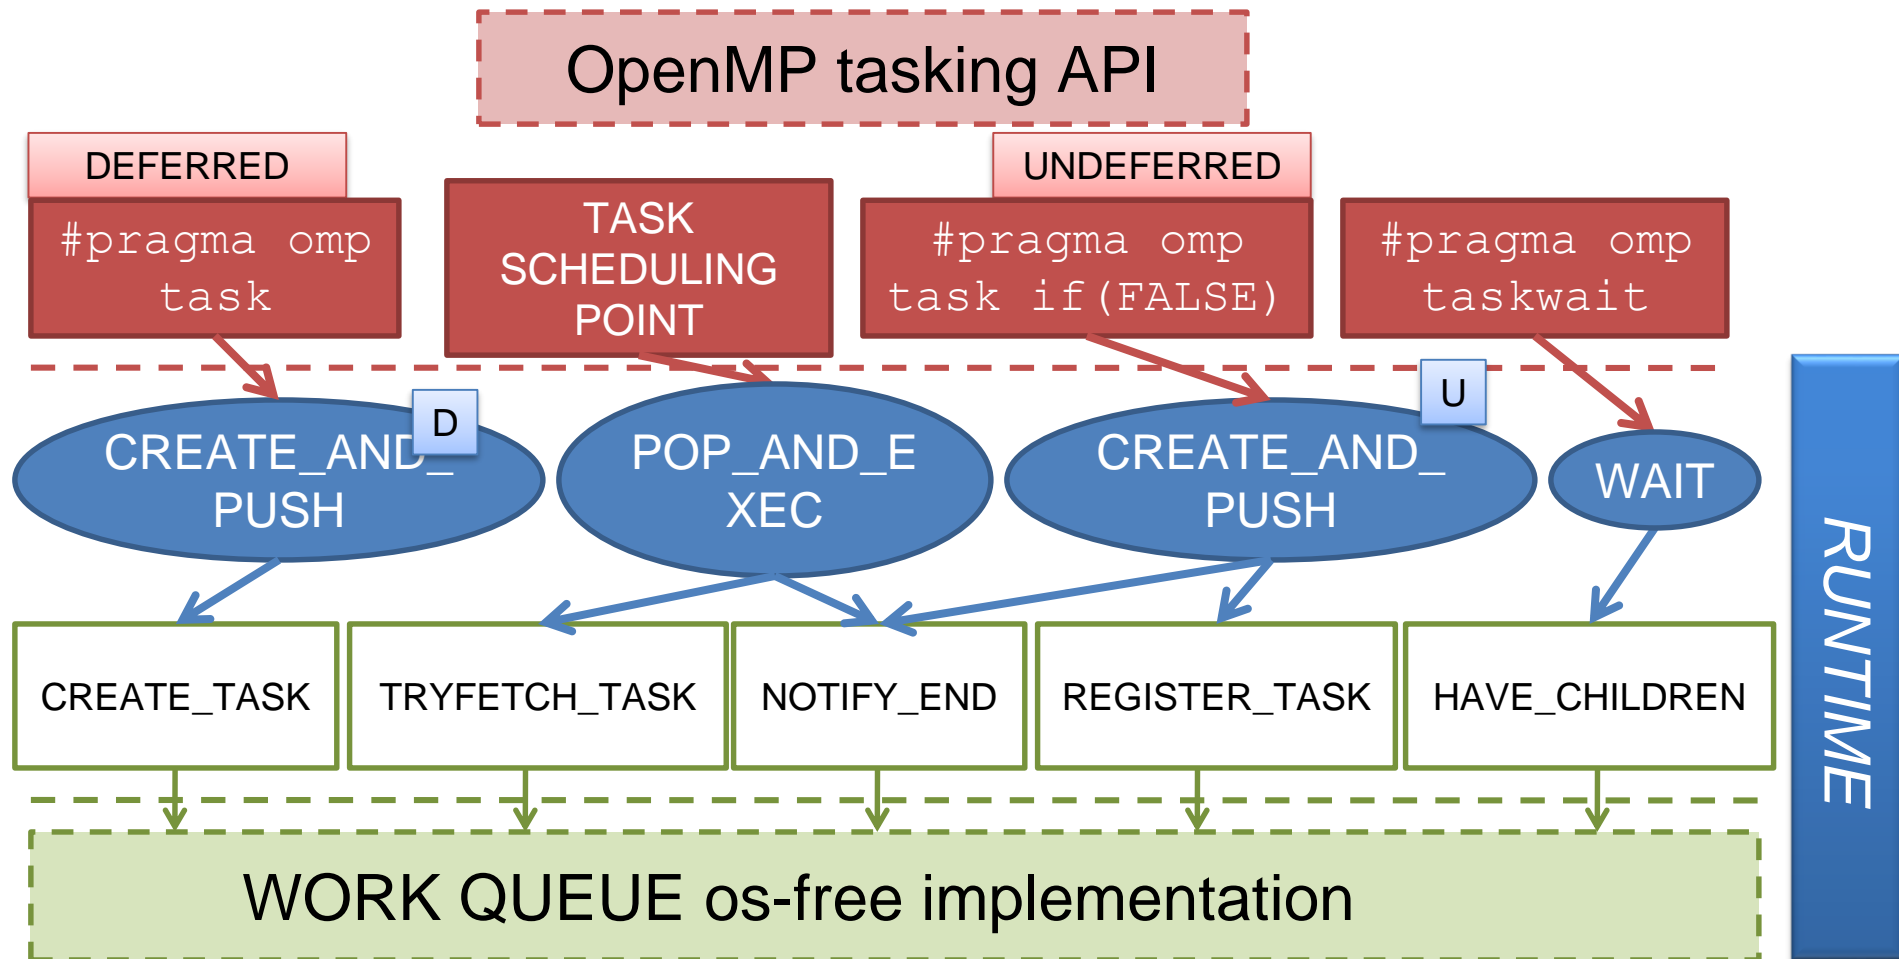 OpenMP tasking API
DEFERRED
UNDEFERRED
#pragma omp
task
TASK
SCHEDULING
POINT
#pragma omp
task if(FALSE)
#pragma omp
taskwait
D
U
CREATE_AND_
PUSH
POP_AND_E
XEC
CREATE_AND_
PUSH
WAIT
RUNTIME
CREATE_TASK
TRYFETCH_TASK
NOTIFY_END
REGISTER_TASK
HAVE_CHILDREN
WORK QUEUE os-free implementation